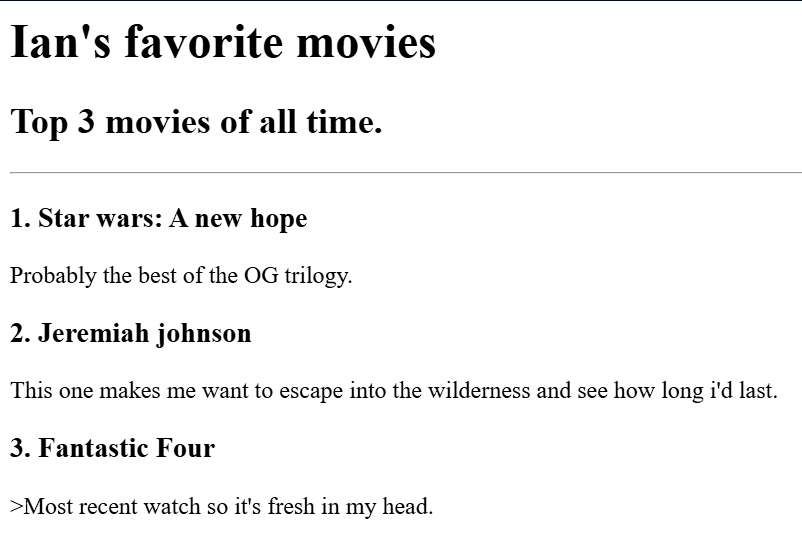 Ian's favorite movies
Top 3 movies of all time.
1. Star wars: A new hope
Probably the best of the OG trilogy.
2. Jeremiah johnson
This one makes me want to escape into the wilderness and see how long i'd last.
3. Fantastic Four
>Most recent watch so it's fresh in my head.